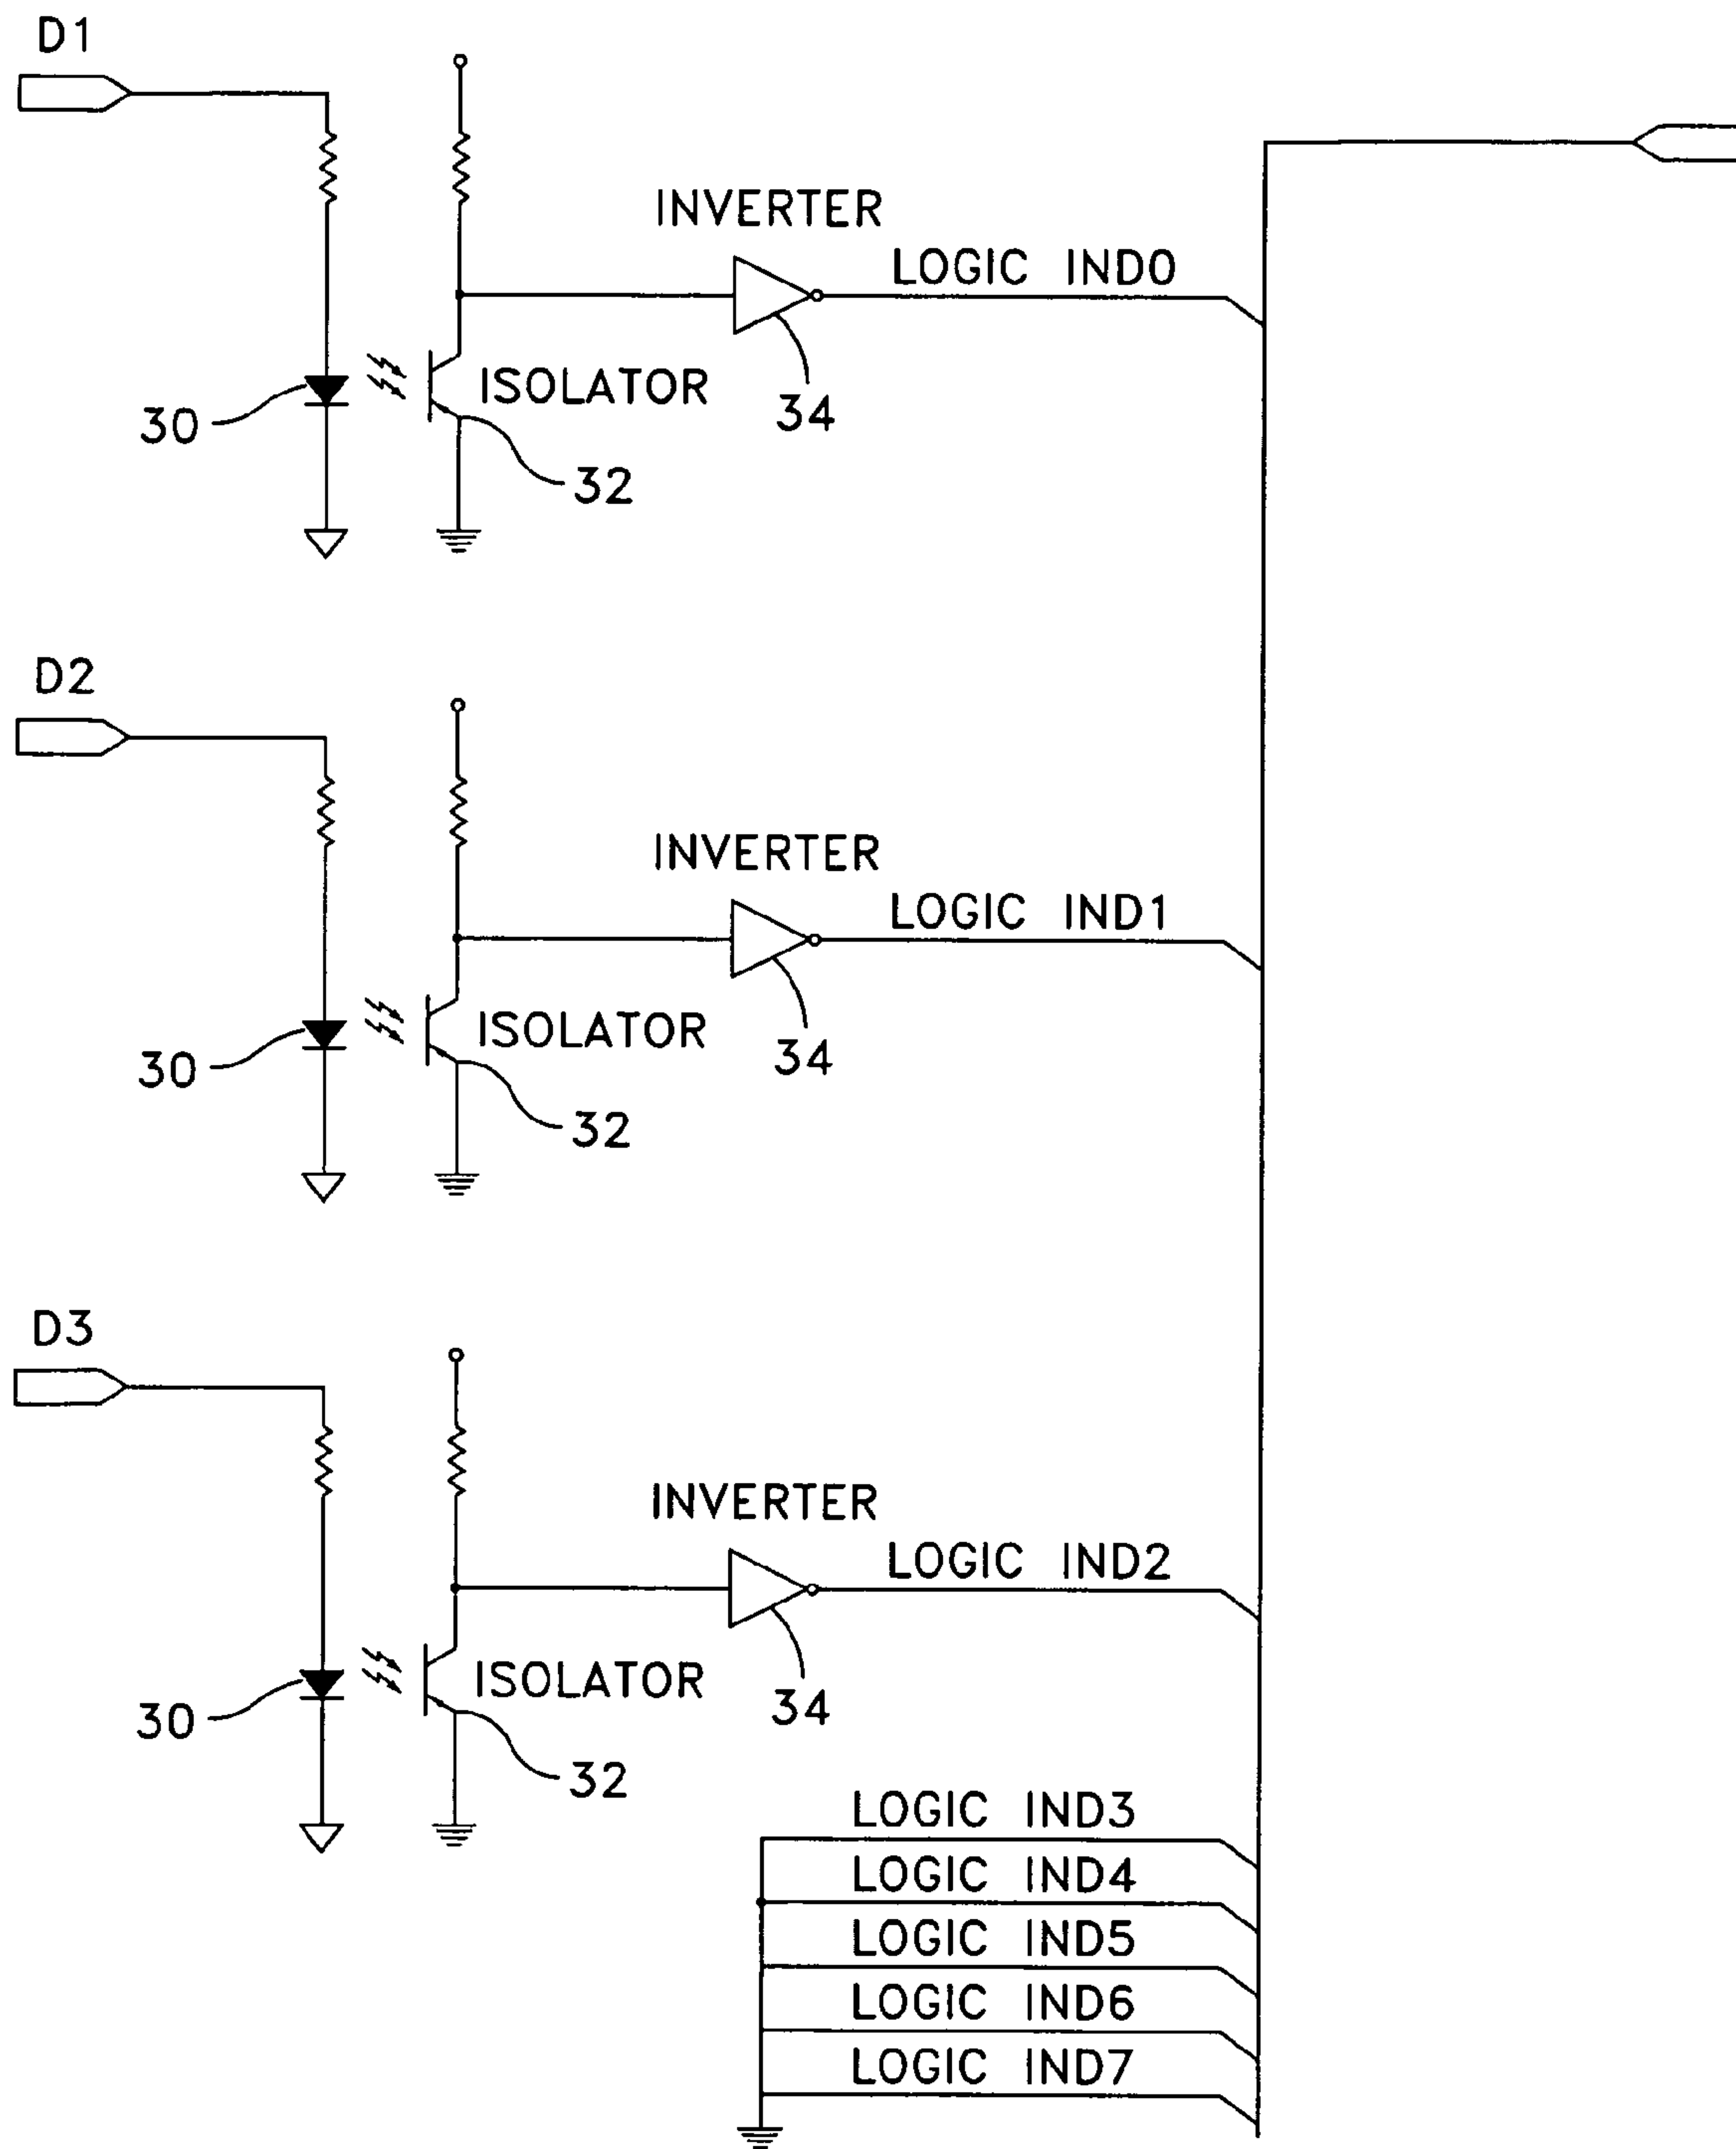 D1
INVERTER
LOGIC IND0
ISOLATOR
30
34
32
D2
INVERTER
LOGIC IND1
ISOLATOR
30
34
32
D3
INVERTER
LOGIC IND2
ISOLATOR
30
34
32
LOGIC IND3
LOGIC IND4
LOGIC IND5
LOGIC IND6
LOGIC IND7